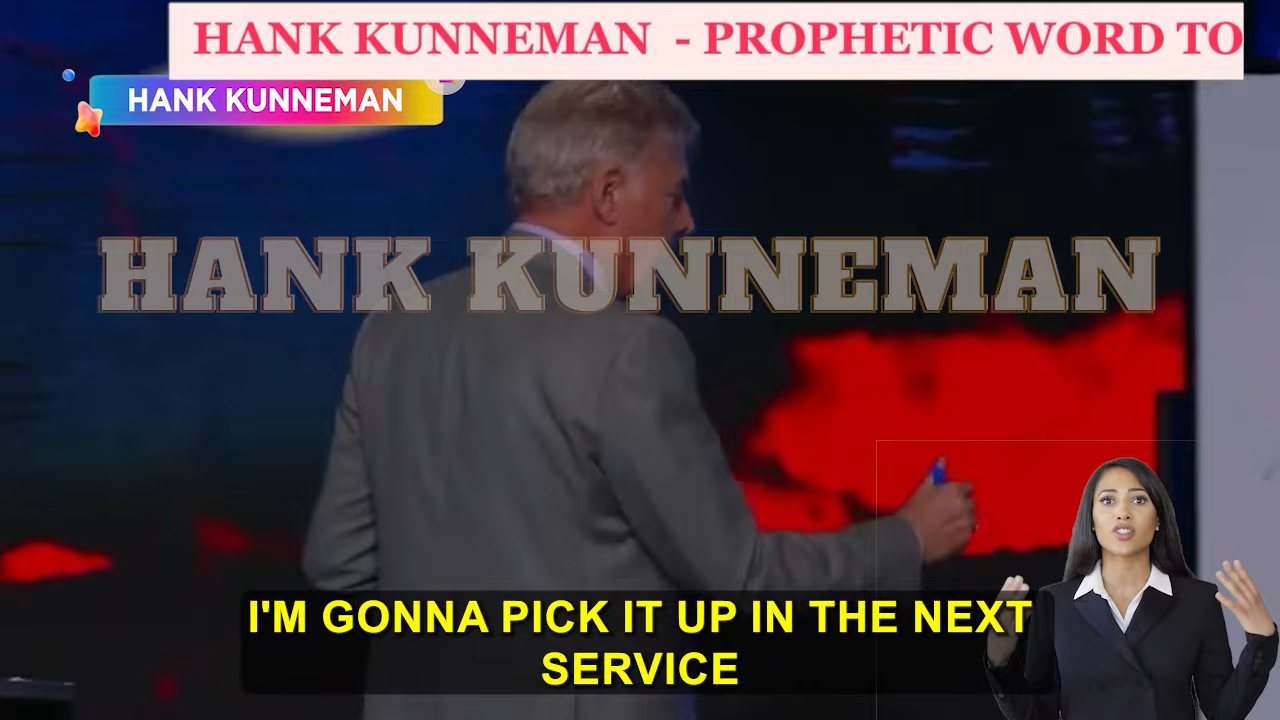 HANK KUNNEMAN - PROPHETIC WORD TO
HANK KUNNEMAN
HANK KUNNEMAN
I'M GONNA PICK IT UP IN THE NEXT
SERVICE